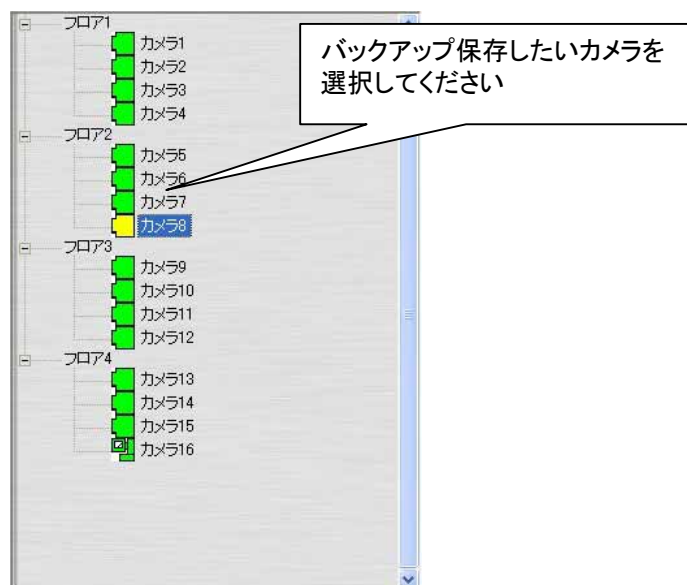 フロア1
カメラ1
カメラ2
カメラ3
カメラ4
フロア2
カメラ5
カメラ6
カメラ7
カメラ8
フロア3
カメラ9
カメラ10
カメラ11
カメラ12
フロア4
カメラ13
カメラ14
カメラ15
カメラ16
バックアップ保存したいカメラを
選択してください